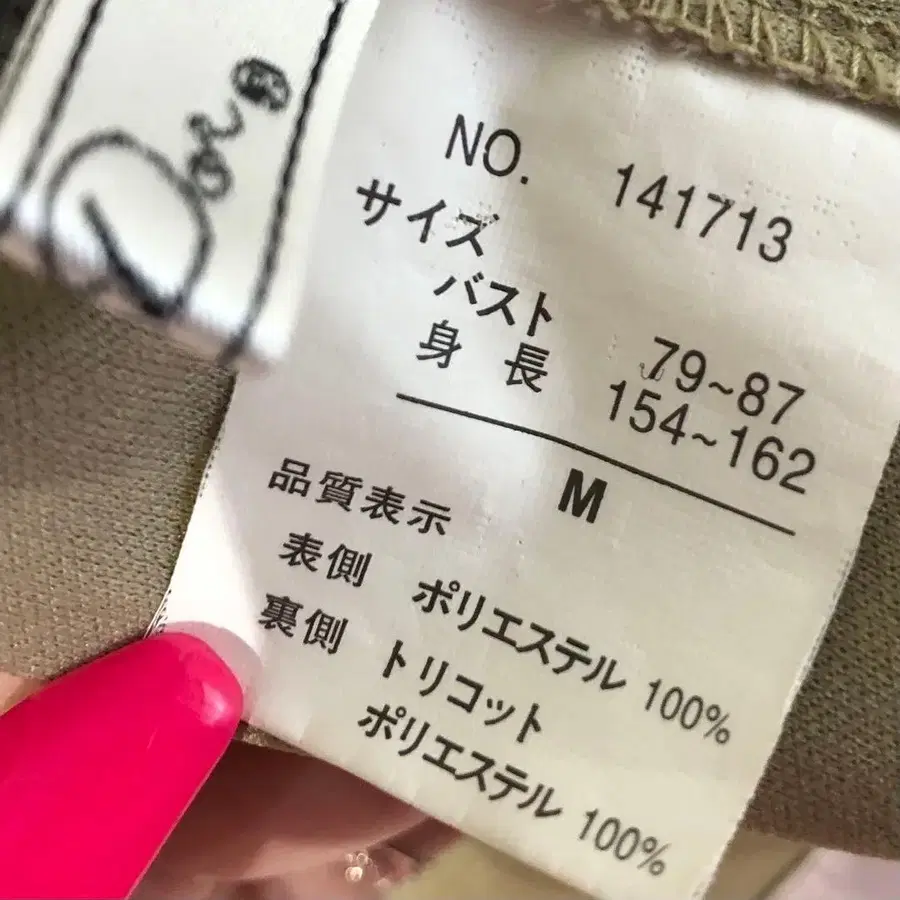 NO. 141713
サイズ
バスト 79~87
身長 154~162
M
品質表示
表側 ポリエステル 100%
裏側 トリコット
ポリエステル 100%